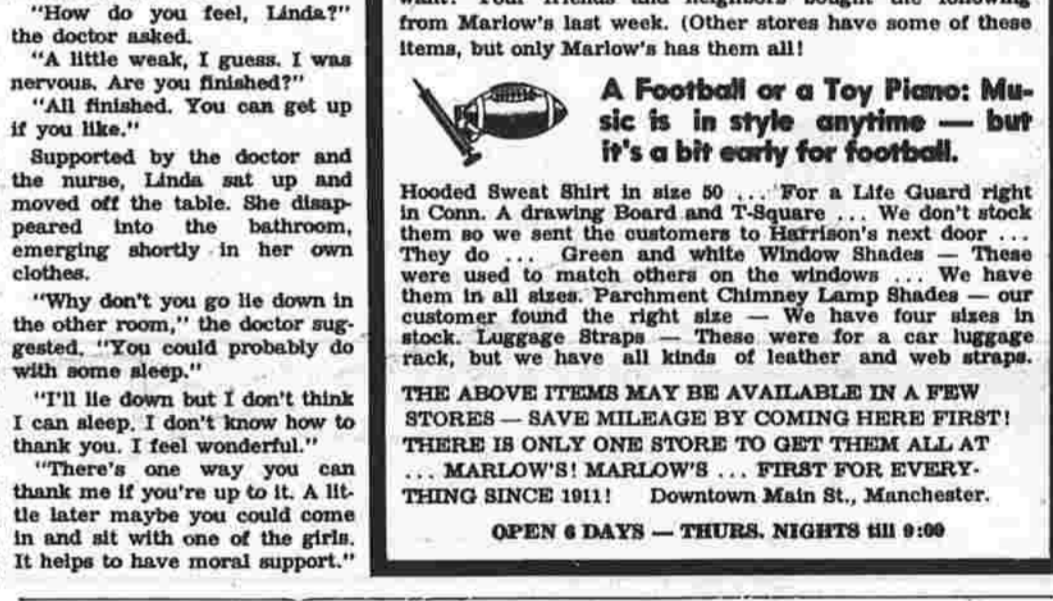 "How do you feel, Linda?"
the doctor asked.
"A little weak, I guess. I was
nervous. Are you finished?"
"All finished. You can get up
if you like."
Supported by the doctor and
the nurse, Linda sat up and
moved off the table. She disap-
peared into the bathroom,
emerging shortly in her own
clothes.
"Why don't you go lie down in
the other room," the doctor sug-
gested. "You could probably do
with some sleep."
"I'll lie down but I don't think
I can sleep. I don't know how to
thank you. I feel wonderful."
"There's one way you can
thank me if you're up to it. A lit-
tle later maybe you could come
in and sit with one of the girls.
It helps to have moral support."
from Marlow's last week. (Other stores have some of these
items, but only Marlow's has them all!
A Football or a Toy Piano: Mu-
sic is in style anytime — but
it's a bit early for football.
Hooded Sweat Shirt in size 50 ... For a Life Guard right
in Conn. A drawing Board and T-Square ... We don't stock
them so we sent the customers to Harrison's next door ...
They do ... Green and white Window Shades — These
were used to match others on the windows ... We have
them in all sizes. Parchment Chimney Lamp Shades — our
customer found the right size — We have four sizes in
stock. Luggage Straps — These were for a car luggage
rack, but we have all kinds of leather and web straps.
THE ABOVE ITEMS MAY BE AVAILABLE IN A FEW
STORES — SAVE MILEAGE BY COMING HERE FIRST!
THERE IS ONLY ONE STORE TO GET THEM ALL AT
... MARLOW'S! MARLOW'S ... FIRST FOR EVERY-
THING SINCE 1911! Downtown Main St., Manchester.
OPEN 6 DAYS — THURS. NIGHTS till 9:00